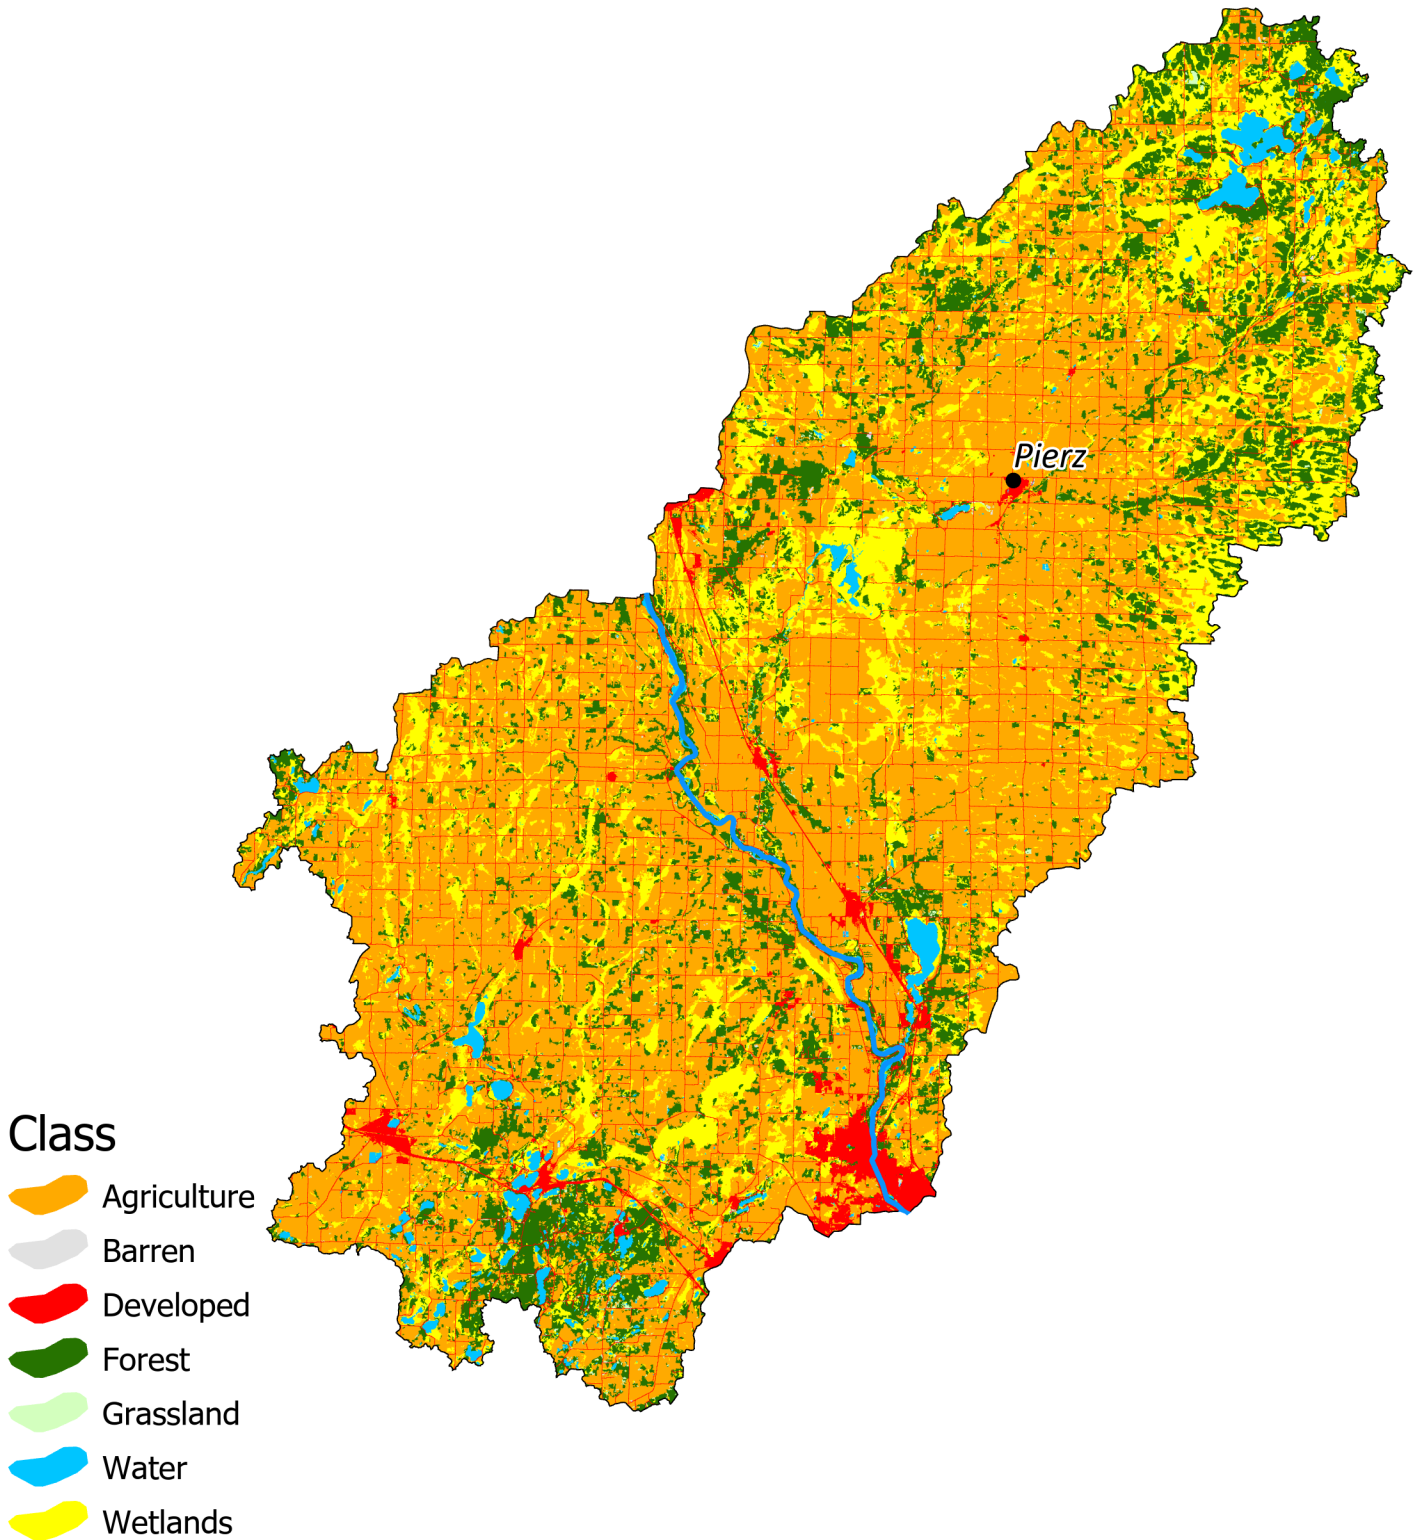 Pierz
Class
Agriculture
Barren
Developed
Forest
Grassland
Water
Wetlands